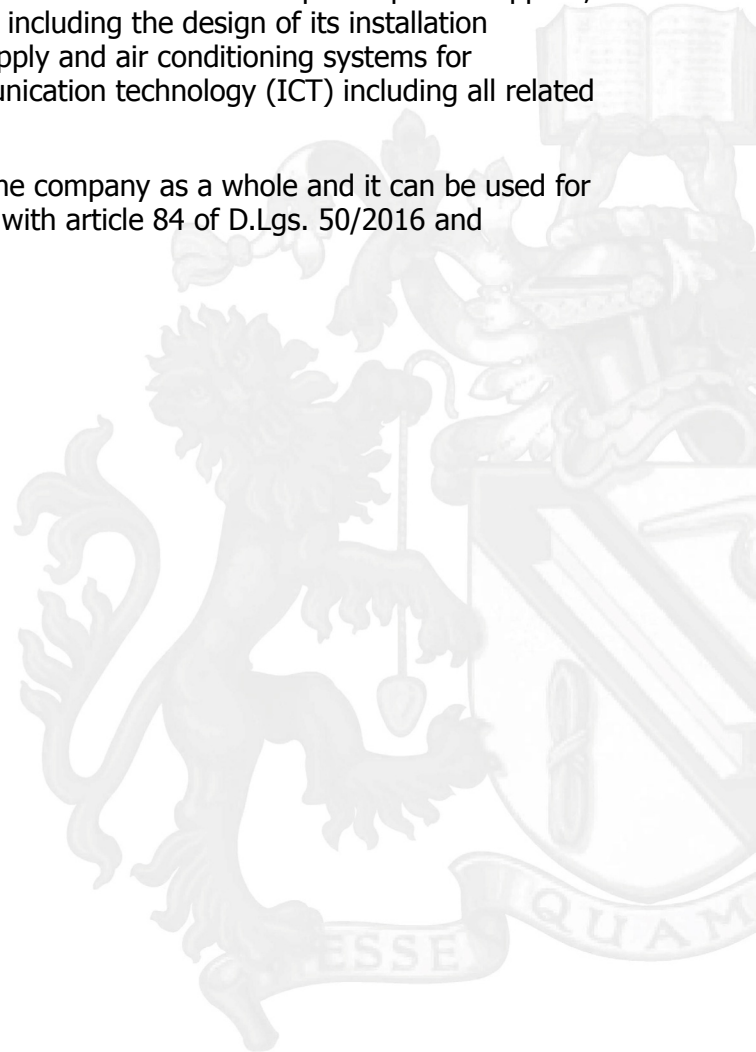 including the design of its installation
pply and air conditioning systems for
unication technology (ICT) including all related
he company as a whole and it can be used for
with article 84 of D.Lgs. 50/2016 and
ESSE
QUAM